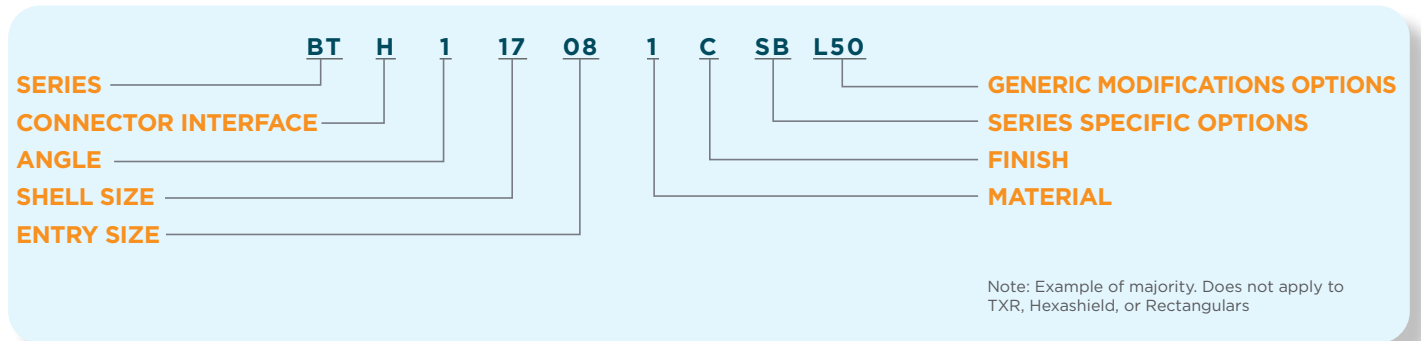 BT H 1 17 08 1 C SB L50
SERIES
GENERIC MODIFICATIONS OPTIONS
CONNECTOR INTERFACE
SERIES SPECIFIC OPTIONS
ANGLE
FINISH
SHELL SIZE
MATERIAL
ENTRY SIZE
Note: Example of majority. Does not apply to
TXR, Hexashield, or Rectangulars